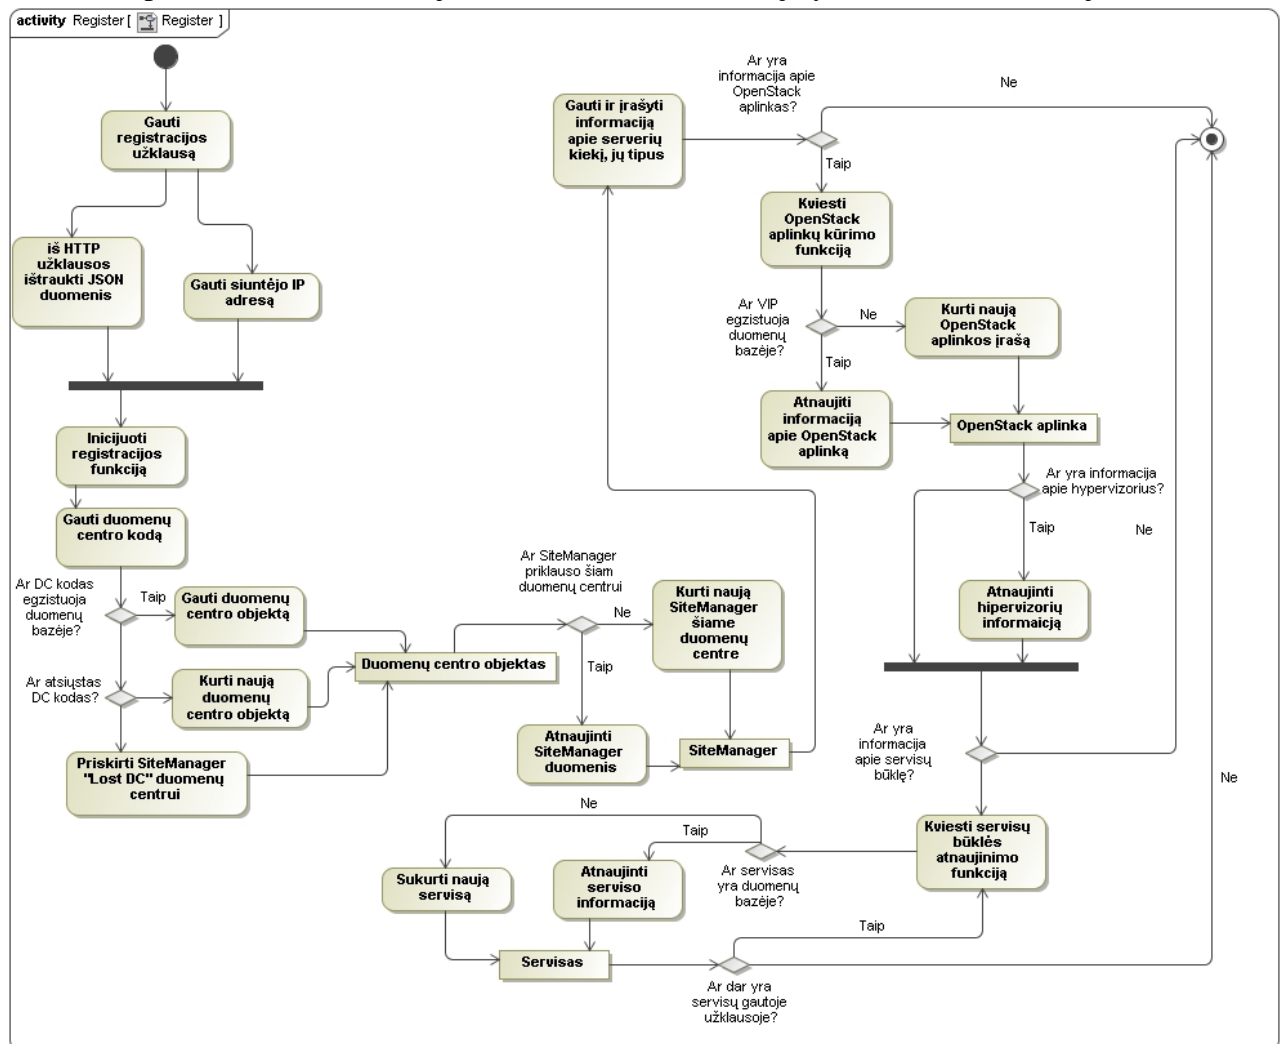 activity Register [ Register ]
Gauti
registracijos
užklausą
iš HTTP
užklausos
ištraukti JSON
duomenis
Gauti siuntėjo IP
adresą
Inicijuoti
registracijos
funkciją
Gauti duomenų
centro kodą
Ar DC kodas
egzistuoja
duomenų
bazėje?
Taip
Gauti duomenų
centro objektą
Ar atsiųstas
DC kodas?
Kurti naują
duomenų
centro objektą
Priskirti SiteManager
"Lost DC" duomenų
centrui
Duomenų centro objektas
Ar SiteManager
priklauso šiam
duomenų centrui
Ne
Taip
Kurti naują
SiteManager
šiame
duomenų
centre
Atnaujinti
SiteManager
duomenis
SiteManager
Gauti ir įrašyti
informaciją
apie serverių
kiekį, jų tipus
Ar yra
informacija apie
OpenStack
aplinkas?
Ne
Taip
Kviesti
OpenStack
aplinkų kūrimo
funkciją
Ar VIP
egzistuoja
duomenų
bazėje?
Ne
Taip
Kurti naują
OpenStack
aplinkos įrašą
Atnaujiti
informaciją
apie OpenStack
aplinką
OpenStack aplinka
Ar yra informacija
apie hypervizorius?
Taip
Ne
Atnaujinti
hipervizorių
informaicją
Ar yra
informacija
apie servisų
būklę?
Ne
Kviesti servisų
būklės
atnaujinimo
funkciją
Ne
Taip
Ar servisas
yra duomenų
bazėje?
Sukurti naują
servisą
Atnaujinti
serviso
informaciją
Servisas
Taip
Ar dar yra
servisų gautoje
užklausoje?